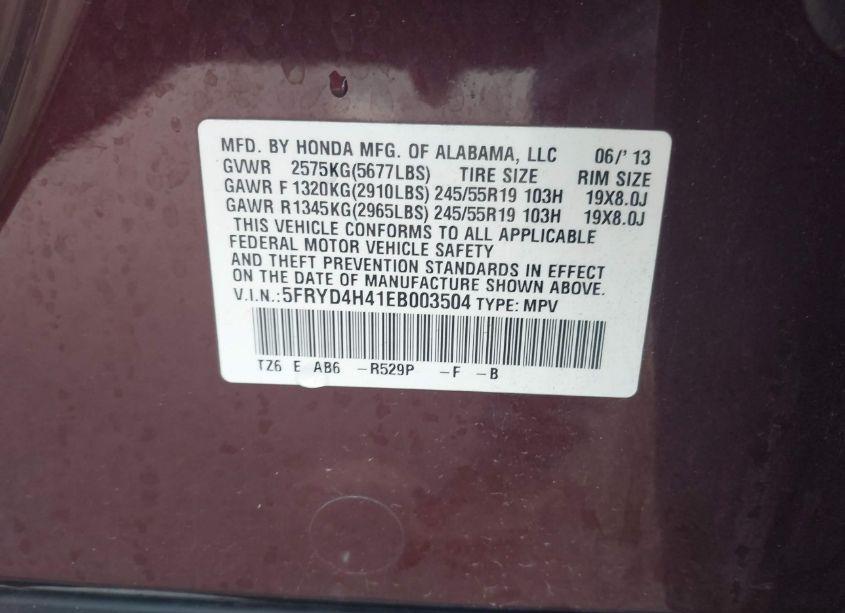 MFD. BY HONDA MFG. OF ALABAMA, LLC 06/' 13
GVWR 2575KG(5677LBS) TIRE SIZE RIM SIZE
GAWR F 1320KG(2910LBS) 245/55R19 103H 19X8.0J
GAWR R1345KG(2965LBS) 245/55R19 103H 19X8.0J
THIS VEHICLE CONFORMS TO ALL APPLICABLE
FEDERAL MOTOR VEHICLE SAFETY
AND THEFT PREVENTION STANDARDS IN EFFECT
ON THE DATE OF MANUFACTURE SHOWN ABOVE.
V.I.N.:5FRYD4H41EB003504 TYPE: MPV
TZ6 E AB6 -R529P -F -B